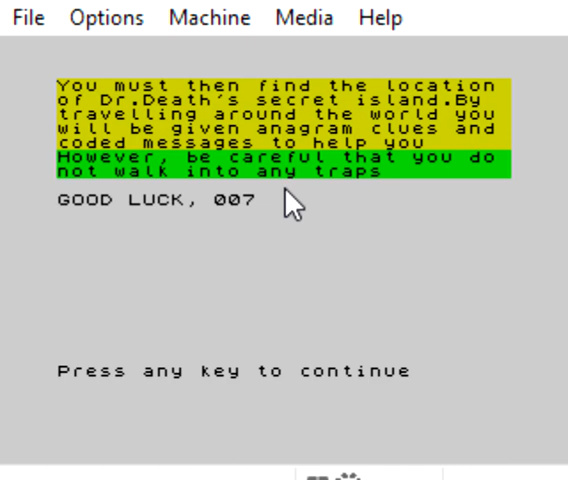 File Options Machine Media Help
You must then find the location
of Dr.Death's secret island.By
travelling around the world you
will be given anagram clues and
coded messages to help you
However, be careful that you do
not walk into any traps
GOOD LUCK, 007
Press any key to continue